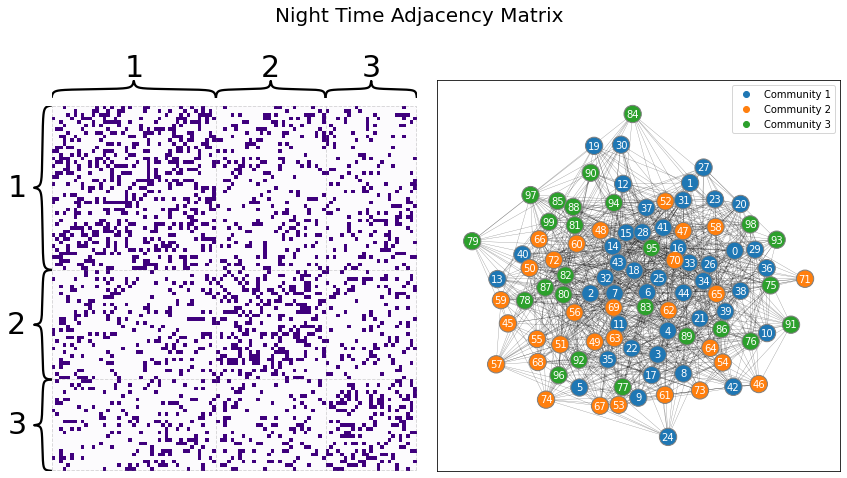 Night Time Adjacency Matrix
1 2 3
1
2
3
Community 1
Community 2
Community 3
84
19 30
27
90
12 1
97 85 88 94 37 52 31 23 20
99 81 48 15 28 41 47 58 98
79 66 60 14 95 16 0 29 93
40 50 72 82 43 18 70 33 26 36
13 87 80 32 2 7 25 6 44 34 65 38 75 71
59 78 56 69 83 62 21 39
45 11 4 86 10 91
55 51 49 63 22 89 64 76
57 68 92 35 3 54
96 5 77 17 8 42 46
74 67 53 9 61 73
24